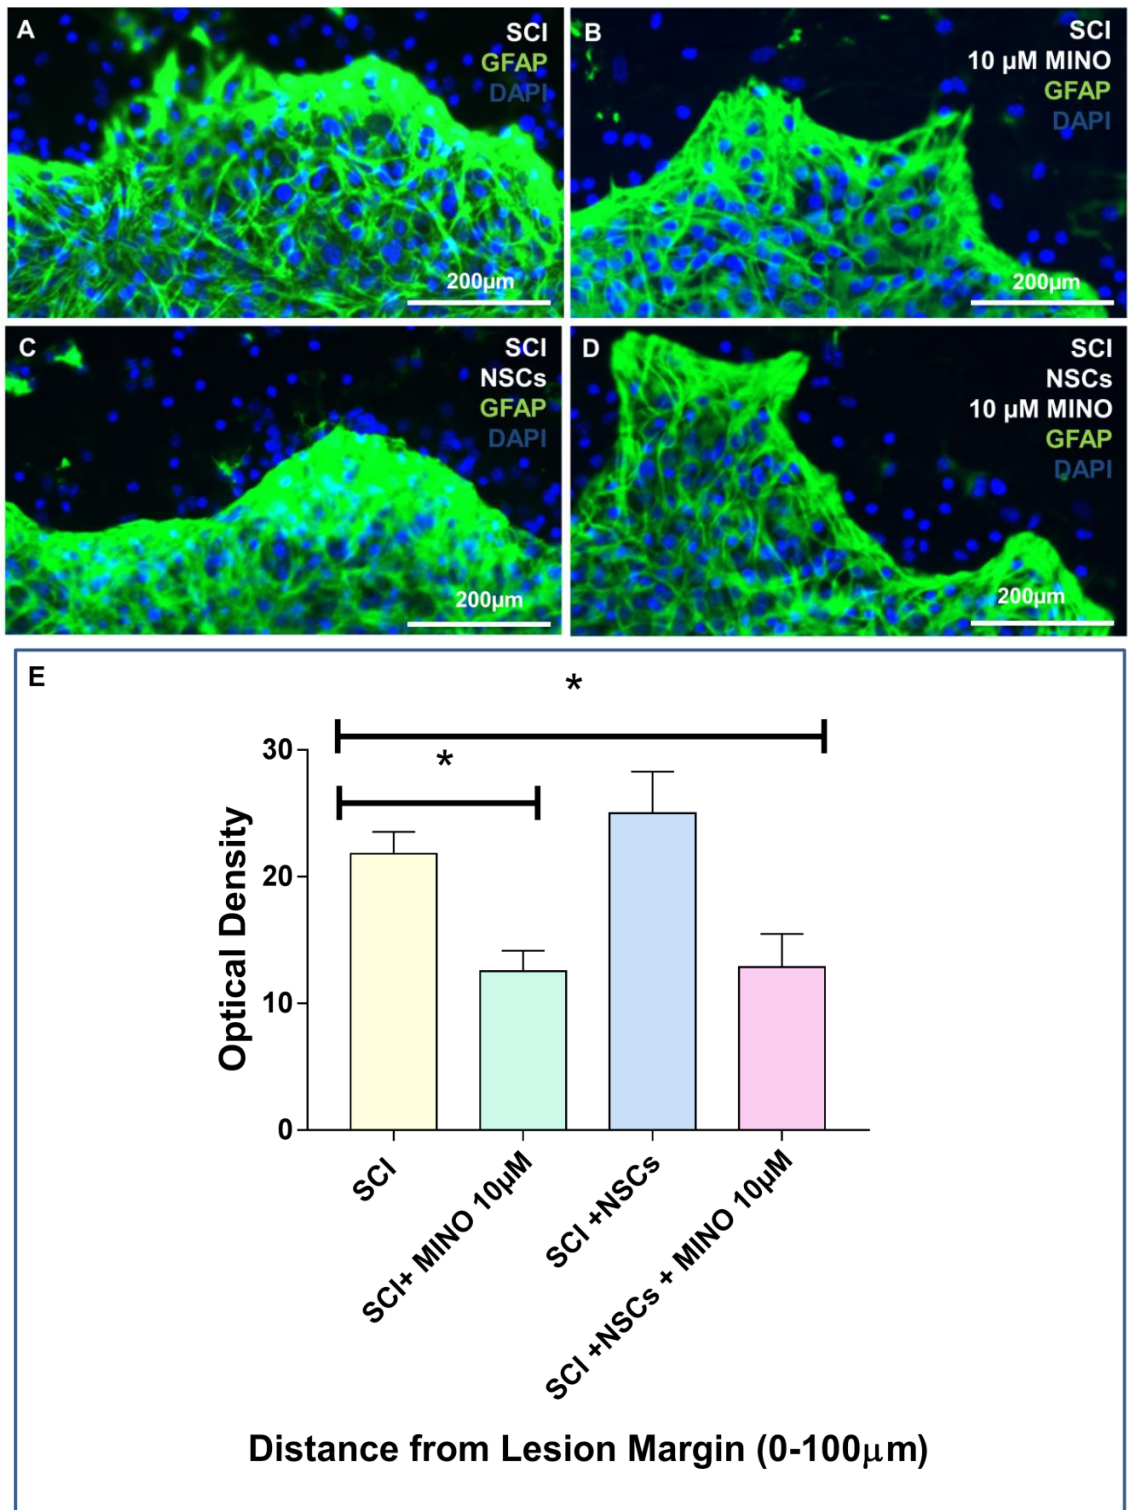 A
SCI
GFAP
DAPI
200µm
B
SCI
10 µM MINO
GFAP
DAPI
200µm
C
SCI
NSCs
GFAP
DAPI
200µm
D
SCI
NSCs
10 µM MINO
GFAP
DAPI
200µm
E
*
*
30
20
10
0
Optical Density
SCI
SCI+ MINO 10µM
SCI +NSCs
SCI +NSCs + MINO 10µM
Distance from Lesion Margin (0-100µm)